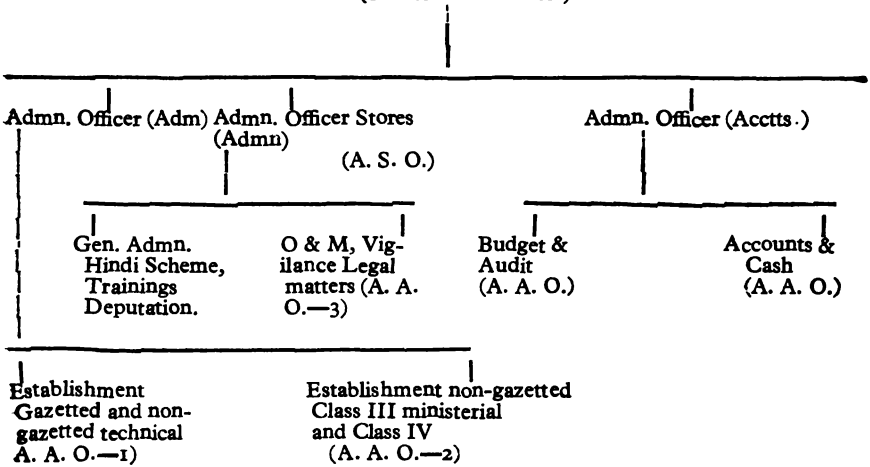 Admn. Officer (Adm) Admn. Officer Stores
(Admn)
(A. S. O.)
Admn. Officer (Acctts.)
Gen. Admn.
Hindi Scheme,
Trainings
Deputation.
O & M, Vig-
ilance Legal
matters (A. A.
O.—3)
Budget &
Audit
(A. A. O.)
Accounts &
Cash
(A. A. O.)
Establishment
Gazetted and non-
gazetted technical
A. A. O.—1)
Establishment non-gazetted
Class III ministerial
and Class IV
(A. A. O.—2)